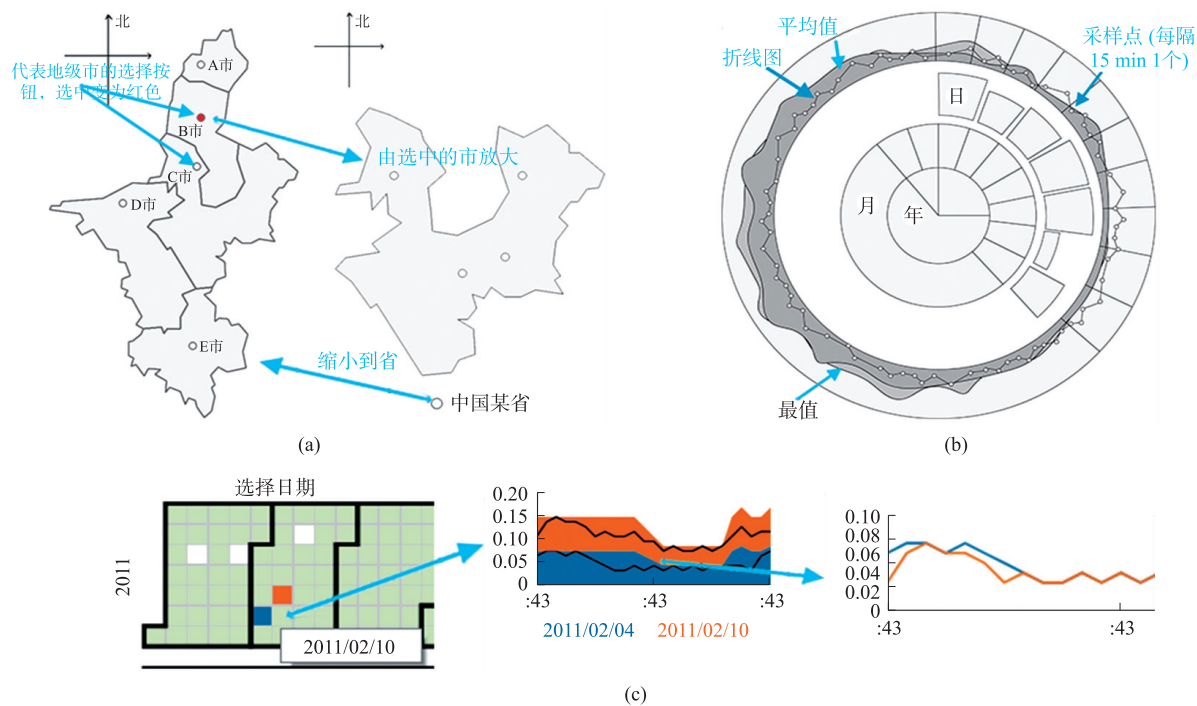 北
北
A市
代表地级市的选择按
钮，选中变为红色
B市
由选中的市放大
C市
D市
E市
缩小到省
中国某省
(a)
平均值
折线图
采样点 (每隔
15 min 1个)
日
月
年
最值
(b)
选择日期
2011
2011/02/10
0.20
0.15
0.10
0.05
0
:43
:43
:43
2011/02/04
2011/02/10
0.10
0.08
0.06
0.04
0.02
0
:43
:43
(c)